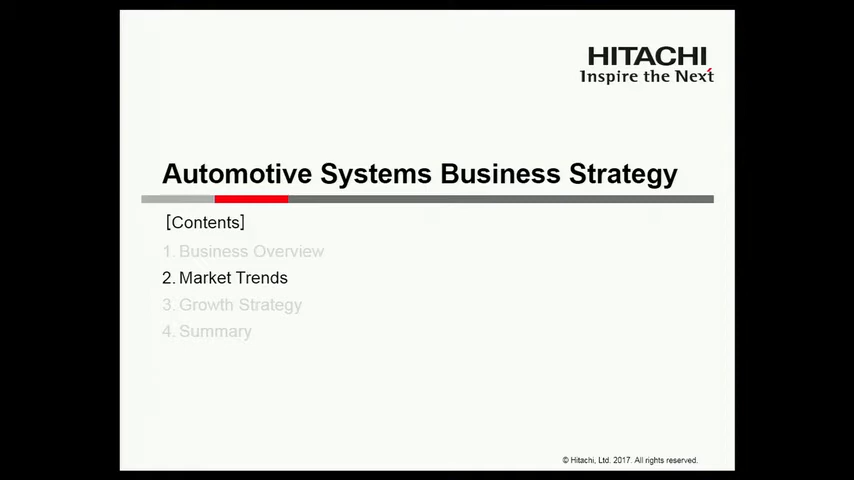 HITACHI
Inspire the Next
Automotive Systems Business Strategy
[Contents]
1. Business Overview
2. Market Trends
3. Growth Strategy
4. Summary
© Hitachi, Ltd. 2017. All rights reserved.